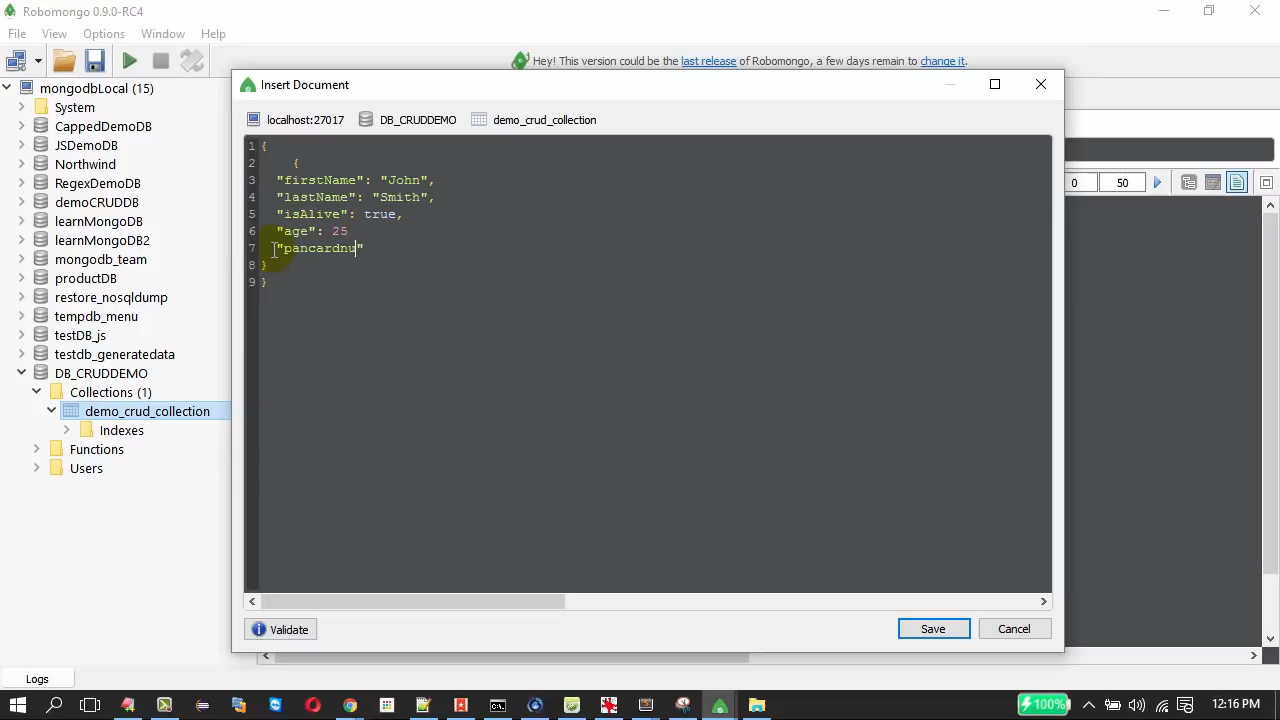 Robomongo 0.9.0-RC4
File View Options Window Help
Hey! This version could be the last release of Robomongo, a few days remain to change it.
mongodbLocal (15)
System
CappedDemoDB
JSDemoDB
Northwind
RegexDemoDB
demoCRUDDB
learnMongoDB
learnMongoDB2
mongodb_team
productDB
restore_nosqldump
tempdb_menu
testDB_js
testdb_generatedata
DB_CRUDDEMO
Collections (1)
demo_crud_collection
Indexes
Functions
Users
Insert Document
localhost:27017 DB_CRUDDEMO demo_crud_collection
1 {
2 {
3 "firstName": "John",
4 "lastName": "Smith",
5 "isAlive": true,
6 "age": 25
7 "pancardnu"
8 }
9 }
0 50
Validate Save Cancel
Logs
100% 12:16 PM